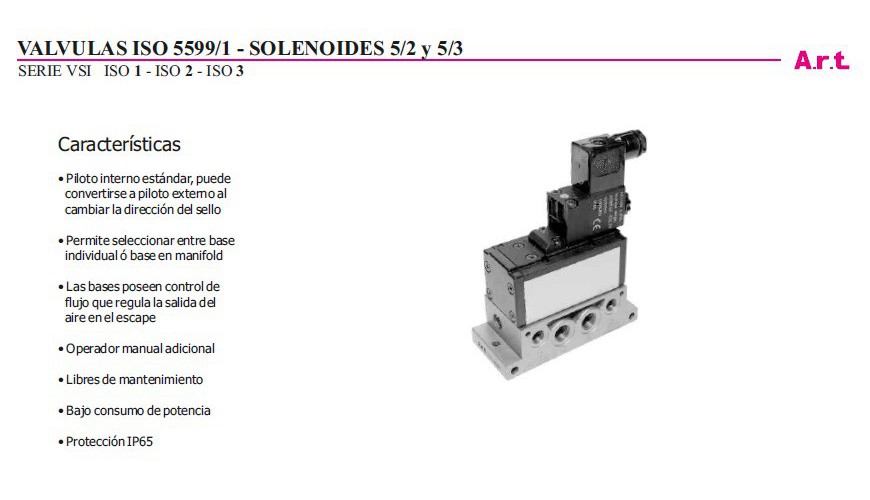 VALVULAS ISO 5599/1 - SOLENOIDES 5/2 y 5/3
SERIE VSI ISO 1 - ISO 2 - ISO 3
A.r.t.
Características
• Piloto interno estándar, puede
convertirse a piloto externo al
cambiar la dirección del sello
• Permite seleccionar entre base
individual ó base en manifold
• Las bases poseen control de
flujo que regula la salida del
aire en el escape
• Operador manual adicional
• Libres de mantenimiento
• Bajo consumo de potencia
• Protección IP65
CE